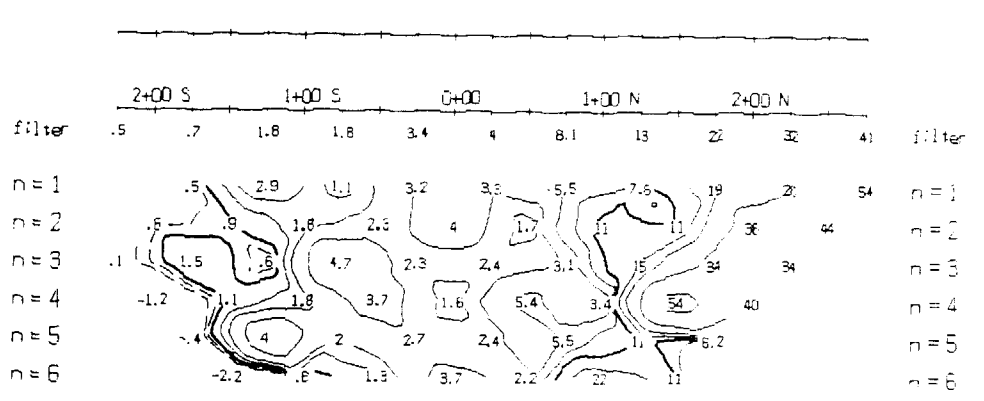 2+00 S 1+00 S 0+00 1+00 N 2+00 N
filter .5 .7 1.8 1.8 3.4 4 8.1 13 22 32 41 filter
n = 1 .5 2.9 1.1 3.2 3.3 5.5 7.6 19 54 n = 1
n = 2 .6 .9 1.8 2.3 4 1.7 11 11 36 44 n = 2
n = 3 .1 1.5 .6 4.7 2.3 2.4 3.1 15 34 34 n = 3
n = 4 -1.2 1.1 1.8 3.7 1.6 5.4 3.4 54 40 n = 4
n = 5 -.4 4 2 2.7 2.4 5.5 11 6.2 n = 5
n = 6 -2.2 .6 1.3 3.7 2.2 22 11 n = 6